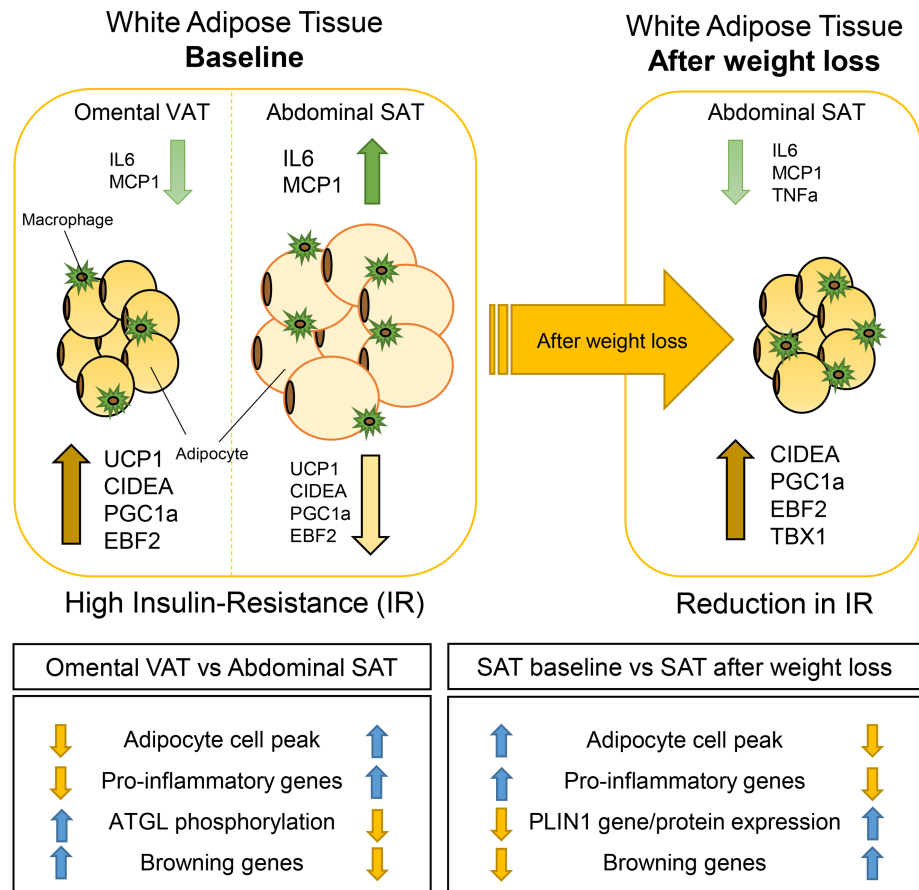 White Adipose Tissue
Baseline
Omental VAT
Abdominal SAT
IL6
MCP1
IL6
MCP1
Macrophage
Adipocyte
UCP1
CIDEA
PGC1a
EBF2
UCP1
CIDEA
PGC1a
EBF2
High Insulin-Resistance (IR)
After weight loss
White Adipose Tissue
After weight loss
Abdominal SAT
IL6
MCP1
TNFa
CIDEA
PGC1a
EBF2
TBX1
Reduction in IR
Omental VAT vs Abdominal SAT
Adipocyte cell peak
Pro-inflammatory genes
ATGL phosphorylation
Browning genes
SAT baseline vs SAT after weight loss
Adipocyte cell peak
Pro-inflammatory genes
PLIN1 gene/protein expression
Browning genes